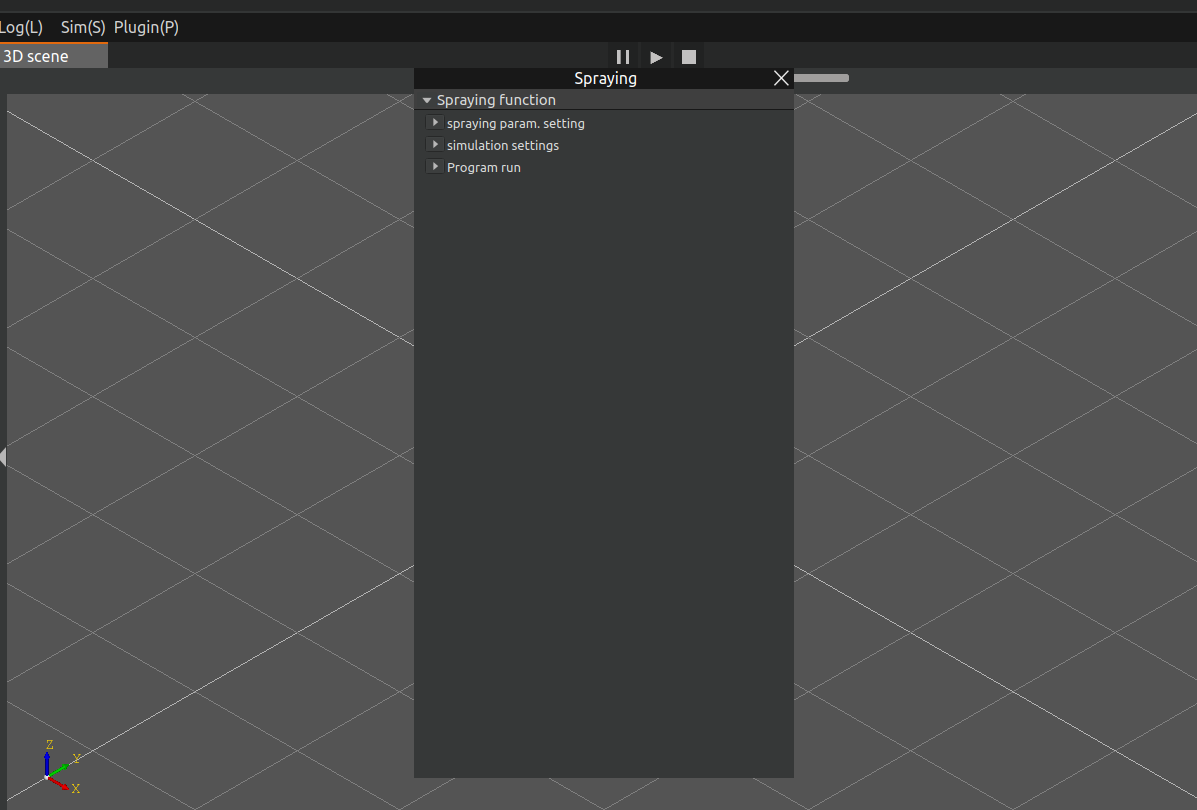 Log(L) Sim(S) Plugin(P)
3D scene
Spraying
Spraying function
spraying param. setting
simulation settings
Program run
Z
Y
X